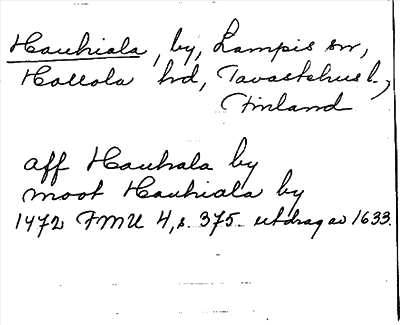 Hauhiala, by, Lampis sn,
Hollola hd, Tavastehus l.,
Finland
aff Hauhala by
moot Hauhiala by
1472 FMU 4, s. 375. utdrag av 1633.